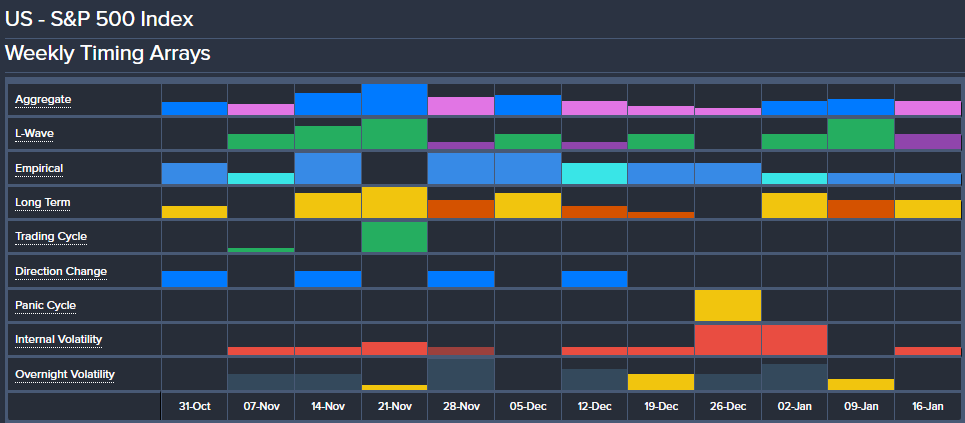 US - S&P 500 Index
Weekly Timing Arrays
Aggregate
L-Wave
Empirical
Long Term
Trading Cycle
Direction Change
Panic Cycle
Internal Volatility
Overnight Volatility
31-Oct 07-Nov 14-Nov 21-Nov 28-Nov 05-Dec 12-Dec 19-Dec 26-Dec 02-Jan 09-Jan 16-Jan